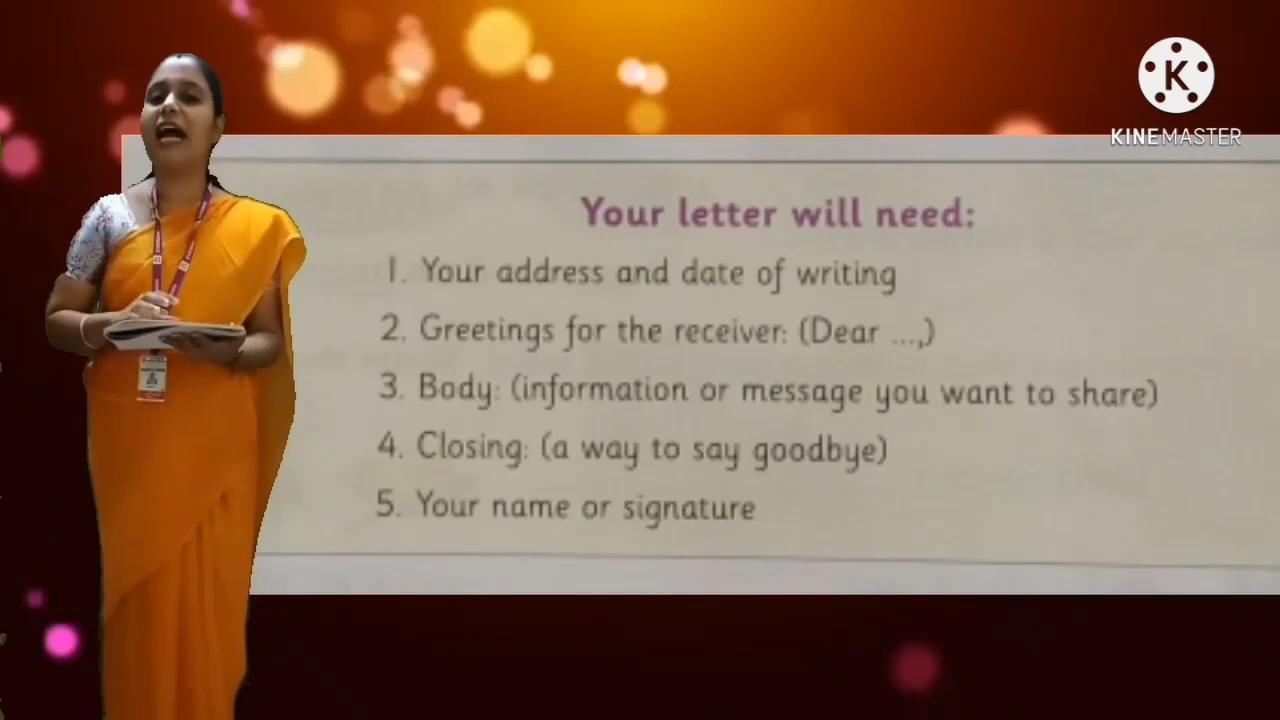 KINEMASTER
Your letter will need:
1. Your address and date of writing
2. Greetings for the receiver: (Dear ...,)
3. Body: (information or message you want to share)
4. Closing: (a way to say goodbye)
5. Your name or signature